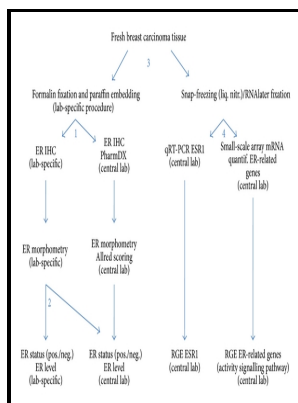 Fresh breast carcinoma tissue
3
Formalin fixation and paraffin embedding
(lab-specific procedure)
Snap-freezing (liq. nitr.)/RNAlater fixation
1
4
ER IHC
(lab-specific)
ER IHC
PharmDX
(central lab)
qRT-PCR ESR1
(central lab)
Small-scale array mRNA
quantif. ER-related
genes
(central lab)
ER morphometry
(lab-specific)
ER morphometry
Allred scoring
(central lab)
2
ER status (pos./neg.)
ER level
(lab-specific)
ER status (pos./neg.)
ER level
(central lab)
RGE ESR1
(central lab)
RGE ER-related genes
(activity signalling pathway)
(central lab)